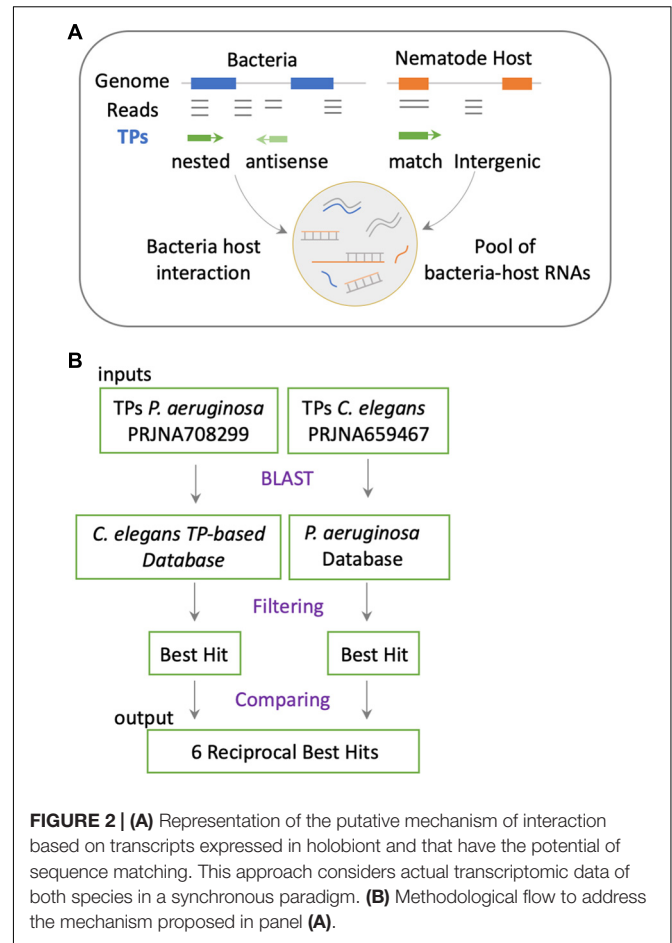 A
Bacteria
Nematode Host
Genome
Reads
TPs
nested antisense
match Intergenic
Bacteria host
interaction
Pool of
bacteria-host RNAs
B
inputs
TPs P. aeruginosa
PRJNA708299
TPs C. elegans
PRJNA659467
BLAST
C. elegans TP-based
Database
P. aeruginosa
Database
Filtering
Best Hit
Best Hit
Comparing
output
6 Reciprocal Best Hits
FIGURE 2 | (A) Representation of the putative mechanism of interaction
based on transcripts expressed in holobiont and that have the potential of
sequence matching. This approach considers actual transcriptomic data of
both species in a synchronous paradigm. (B) Methodological flow to address
the mechanism proposed in panel (A).